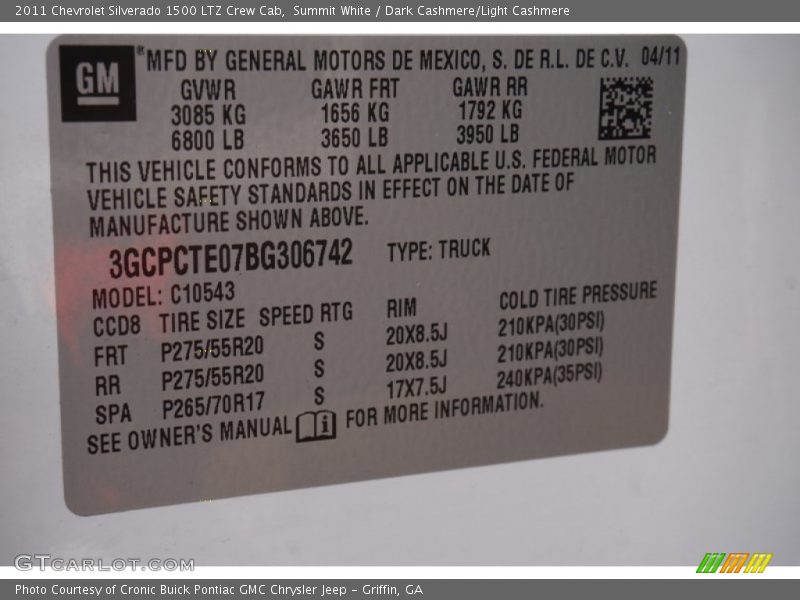 2011 Chevrolet Silverado 1500 LTZ Crew Cab,  Summit White / Dark Cashmere/Light Cashmere
GM ® MFD BY GENERAL MOTORS DE MEXICO, S. DE R.L. DE C.V. 04/11
GVWR GAWR FRT GAWR RR
3085 KG 1656 KG 1792 KG
6800 LB 3650 LB 3950 LB
THIS VEHICLE CONFORMS TO ALL APPLICABLE U.S. FEDERAL MOTOR
VEHICLE SAFETY STANDARDS IN EFFECT ON THE DATE OF
MANUFACTURE SHOWN ABOVE.
3GCPCTE07BG306742 TYPE: TRUCK
MODEL: C10543
CCD8 TIRE SIZE SPEED RTG RIM COLD TIRE PRESSURE
FRT P275/55R20 S 20X8.5J 210KPA(30PSI)
RR P275/55R20 S 20X8.5J 210KPA(30PSI)
SPA P265/70R17 S 17X7.5J 240KPA(35PSI)
SEE OWNER'S MANUAL i FOR MORE INFORMATION.
GTCARLOT.COM
Photo Courtesy of Cronic Buick Pontiac GMC Chrysler Jeep - Griffin, GA